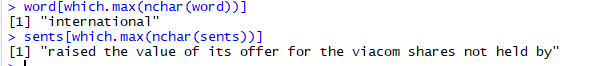 > word[which.max(nchar(word))]
[1] "international"
> sents[which.max(nchar(sents))]
[1] "raised the value of its offer for the viacom shares not held by"
>